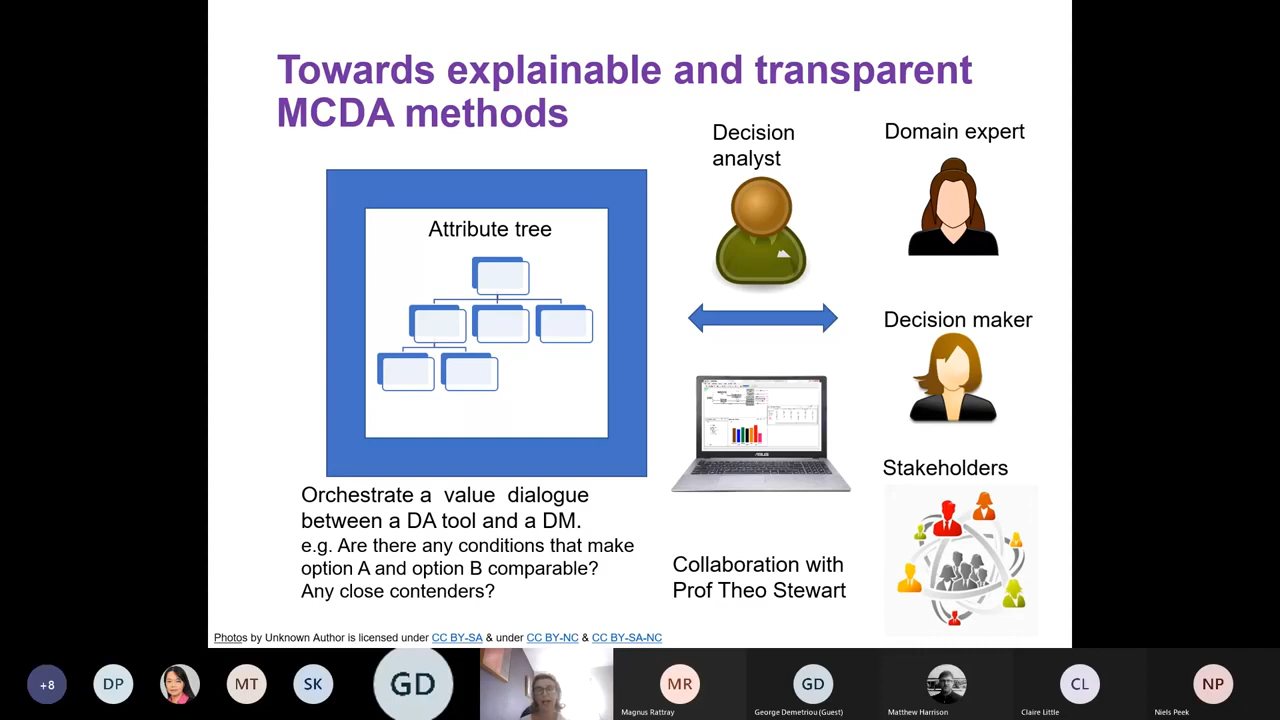 Towards explainable and transparent
MCDA methods
Decision
analyst
Domain expert
Attribute tree
Decision maker
Stakeholders
Orchestrate a value dialogue
between a DA tool and a DM.
e.g. Are there any conditions that make
option A and option B comparable?
Any close contenders?
Collaboration with
Prof Theo Stewart
Photos by Unknown Author is licensed under CC BY-SA & under CC BY-NC & CC BY-SA-NC
+8
DP
MT
SK
GD
MR
GD
CL
NP
Magnus Rattray
George Demetriou (Guest)
Matthew Harrison
Claire Little
Niels Peek